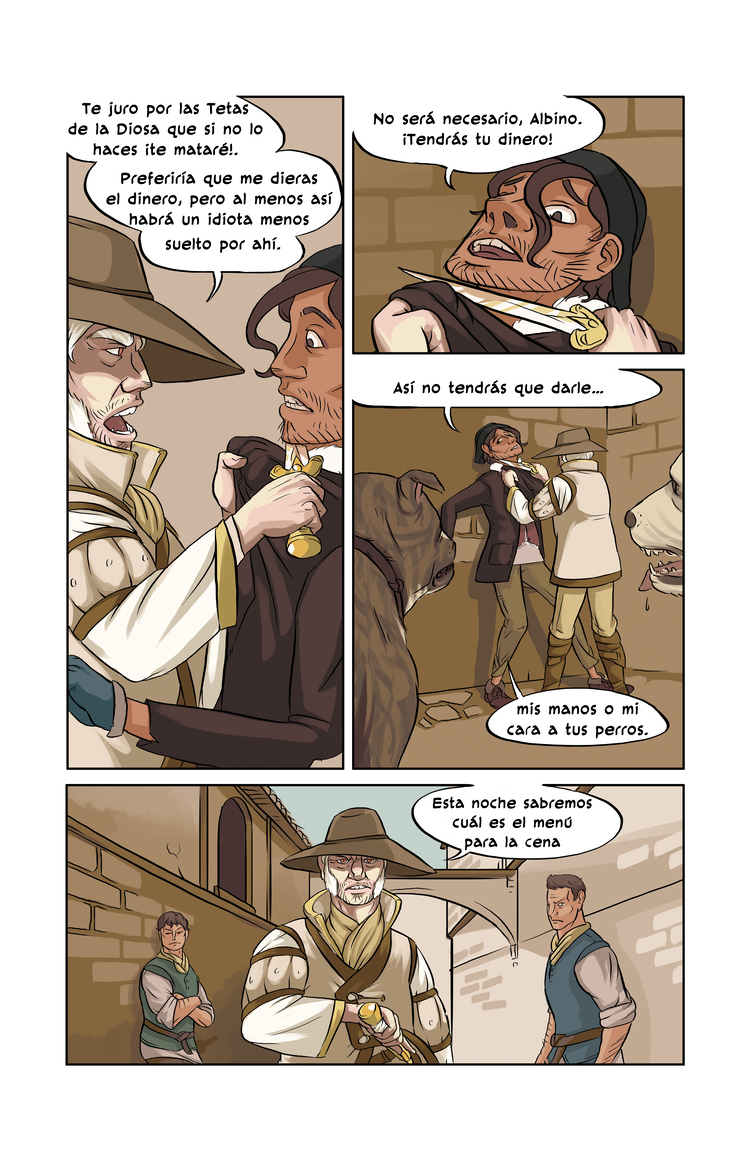 Te juro por las Tetas
de la Diosa que si no lo
haces ¡te mataré!.
Preferiría que me dieras
el dinero, pero al menos así
habrá un idiota menos
suelto por ahí.
No será necesario, Albino.
¡Tendrás tu dinero!
Así no tendrás que darle...
mis manos o mi
cara a tus perros.
Esta noche sabremos
cuál es el menú
para la cena